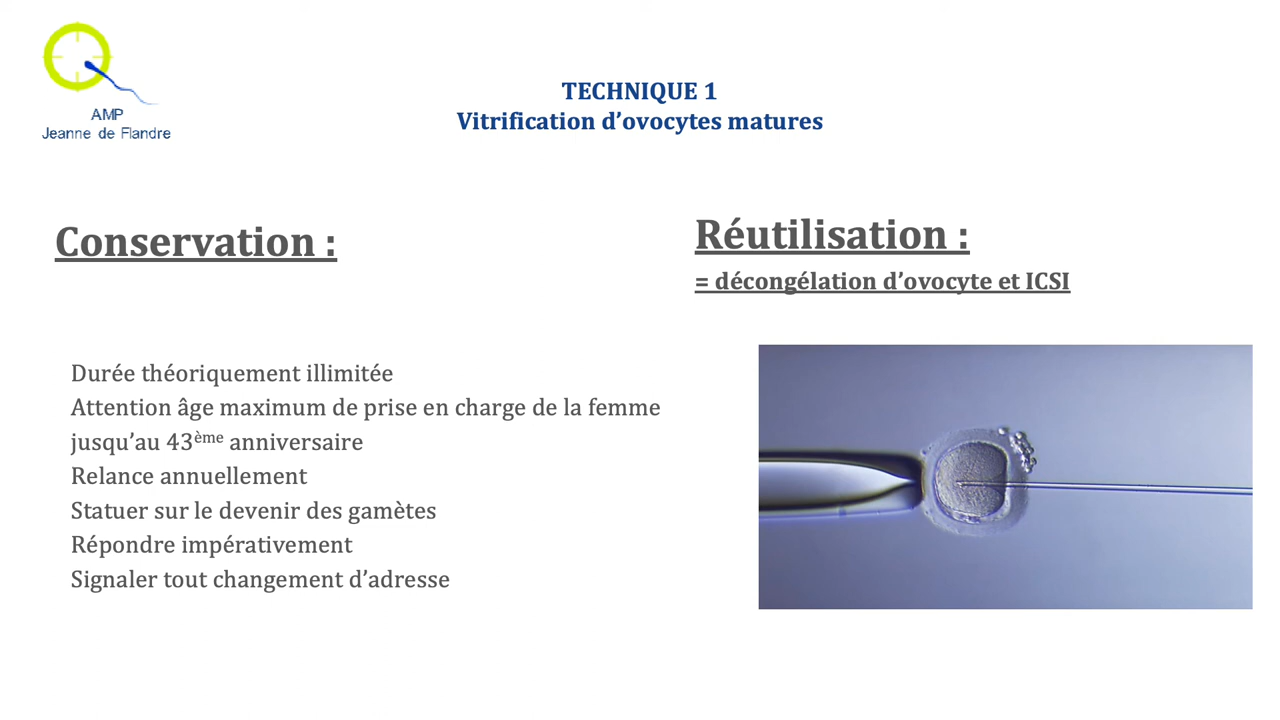 AMP
Jeanne de Flandre
TECHNIQUE 1
Vitrification d’ovocytes matures
Conservation :
Durée théoriquement illimitée
Attention âge maximum de prise en charge de la femme
jusqu’au 43ème anniversaire
Relance annuellement
Statuer sur le devenir des gamètes
Répondre impérativement
Signaler tout changement d’adresse
Réutilisation :
= décongélation d’ovocyte et ICSI